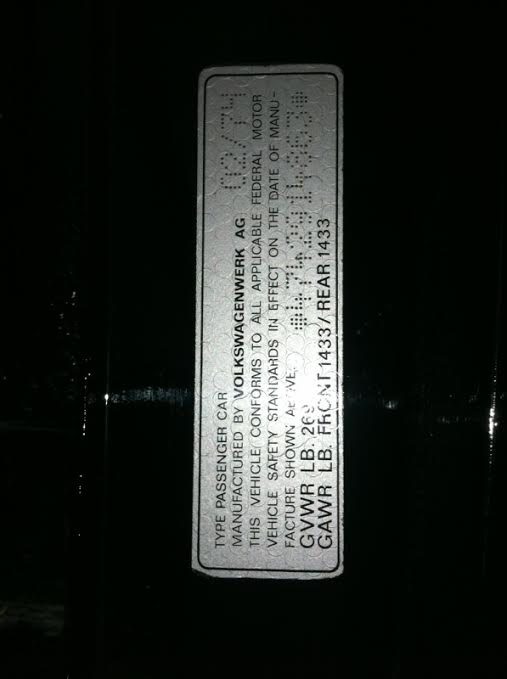 TYPE PASSENGER CAR
MANUFACTURED BY VOLKSWAGENWERK AG 02/74
THIS VEHICLE CONFORMS TO ALL APPLICABLE FEDERAL MOTOR
VEHICLE SAFETY STANDARDS IN EFFECT ON THE DATE OF MANU-
FACTURE SHOWN
GVWR LB.
GAWR LB. FRONT 1433/REAR 1433